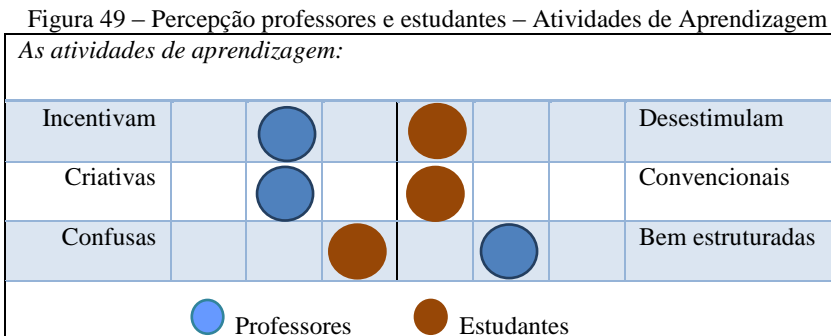 Figura 49 – Percepção professores e estudantes – Atividades de Aprendizagem
As atividades de aprendizagem:
Incentivam Desestimulam
Criativas Convencionais
Confusas Bem estruturadas
Professores Estudantes